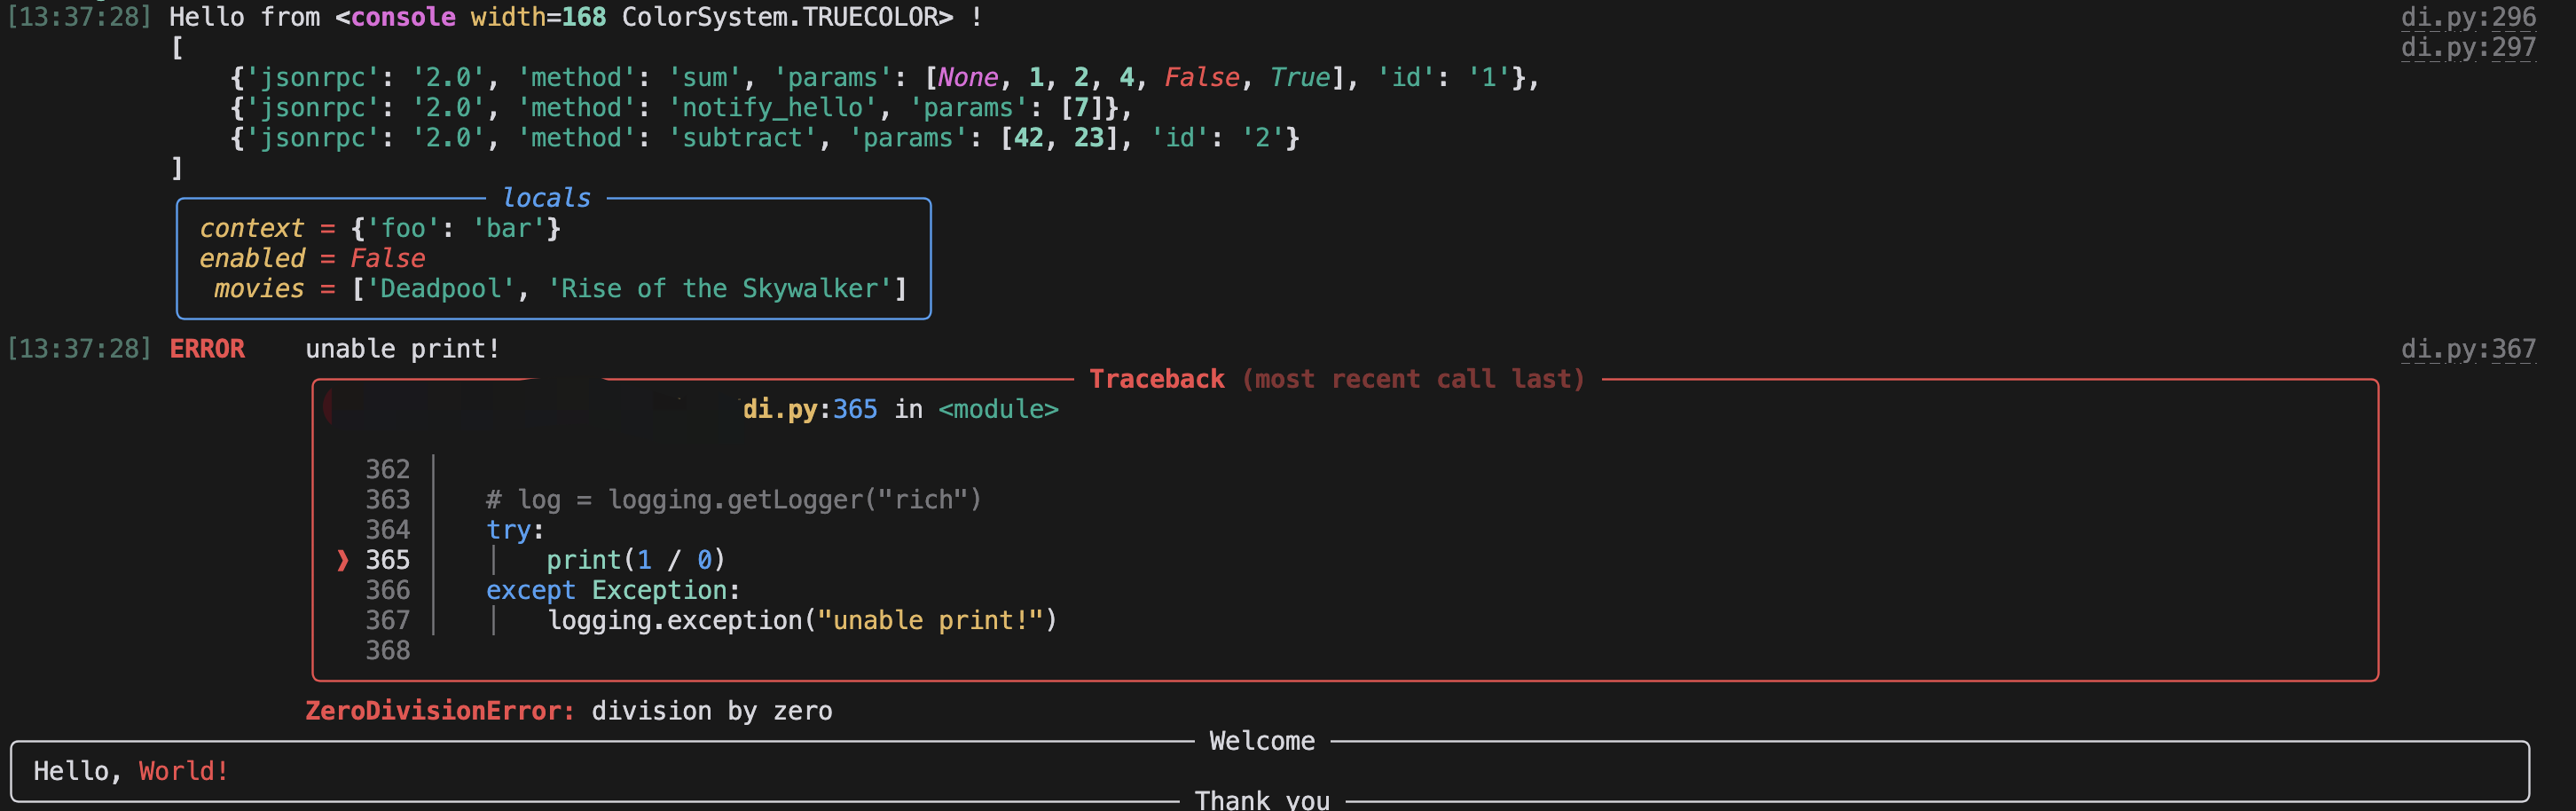 [13:37:28] Hello from <console width=168 ColorSystem.TRUECOLOR> ! di.py:296
[ di.py:297
{'jsonrpc': '2.0', 'method': 'sum', 'params': [None, 1, 2, 4, False, True], 'id': '1'},
{'jsonrpc': '2.0', 'method': 'notify_hello', 'params': [7]},
{'jsonrpc': '2.0', 'method': 'subtract', 'params': [42, 23], 'id': '2'}
]
locals
context = {'foo': 'bar'}
enabled = False
movies = ['Deadpool', 'Rise of the Skywalker']
[13:37:28] ERROR unable print! di.py:367
Traceback (most recent call last)
di.py:365 in <module>
362
363 # log = logging.getLogger("rich")
364 try:
❱ 365 print(1 / 0)
366 except Exception:
367 logging.exception("unable print!")
368
ZeroDivisionError: division by zero
Welcome
Hello, World!
Thank you